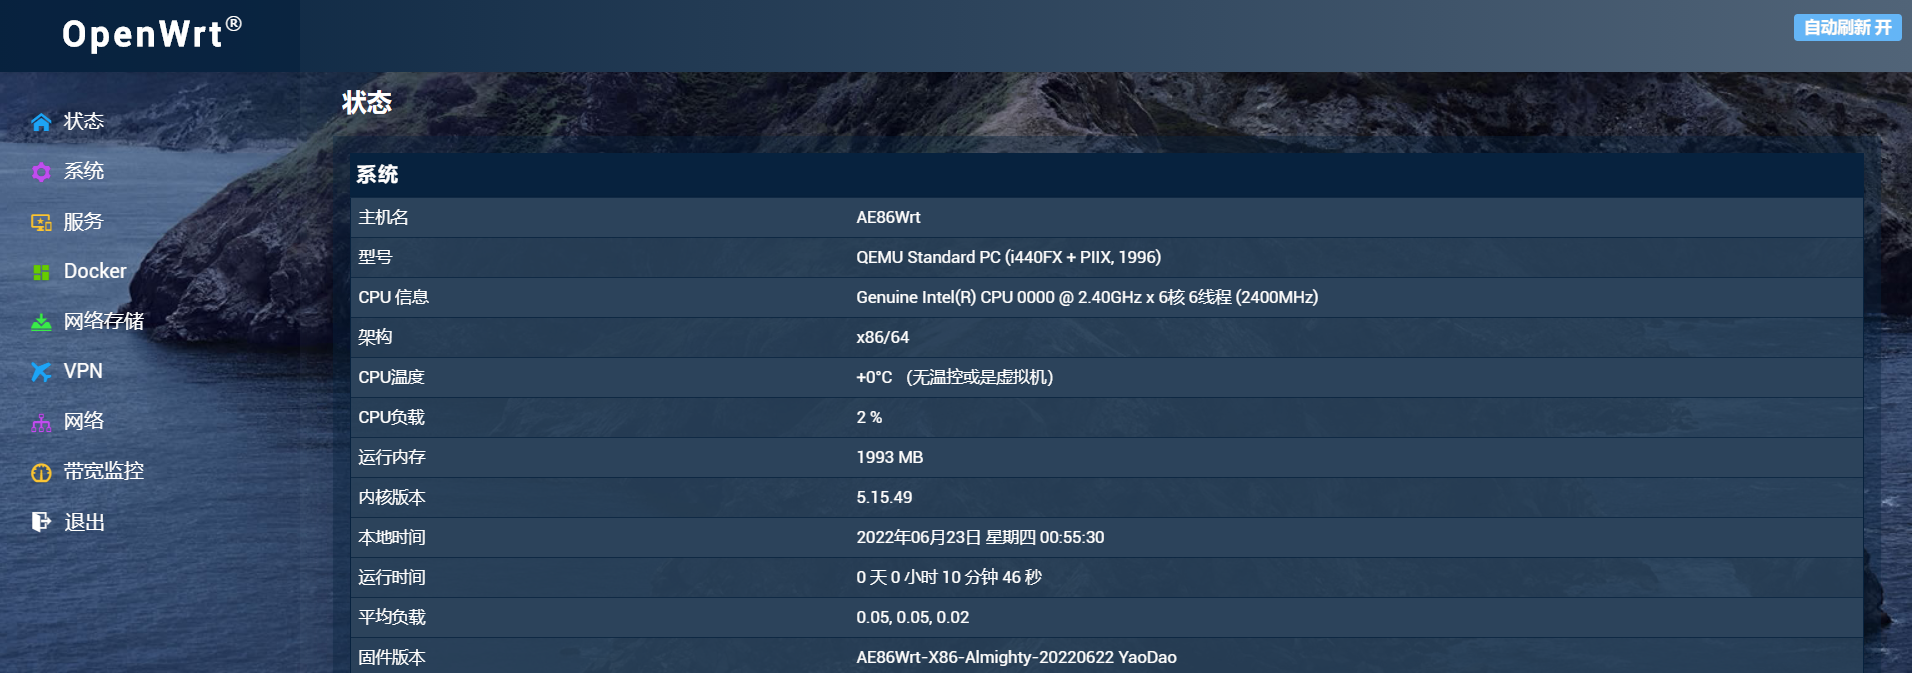 OpenWrt®
自动刷新 开
状态
系统
服务
Docker
网络存储
VPN
网络
带宽监控
退出
状态
系统
主机名 AE86Wrt
型号 QEMU Standard PC (i440FX + PIIX, 1996)
CPU 信息 Genuine Intel(R) CPU 0000 @ 2.40GHz x 6核 6线程 (2400MHz)
架构 x86/64
CPU温度 +0°C （无温控或是虚拟机）
CPU负载 2 %
运行内存 1993 MB
内核版本 5.15.49
本地时间 2022年06月23日 星期四 00:55:30
运行时间 0 天 0 小时 10 分钟 46 秒
平均负载 0.05, 0.05, 0.02
固件版本 AE86Wrt-X86-Almighty-20220622 YaoDao